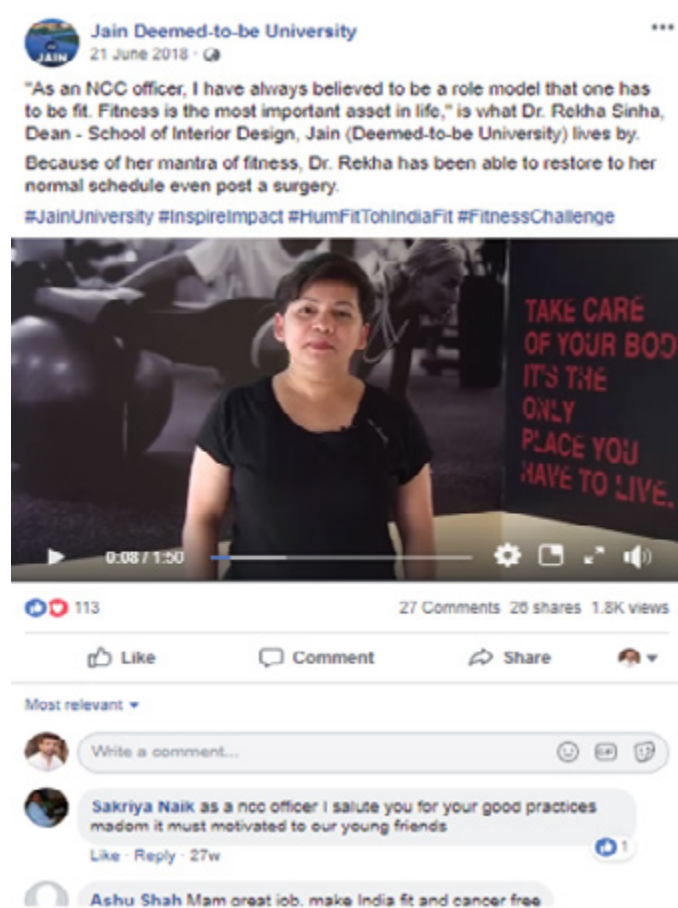 Jain Deemed-to-be University
21 June 2018
JAIN
"As an NCC officer, I have always believed to be a role model that one has
to be fit. Fitness is the most important asset in life," is what Dr. Rekha Sinha,
Dean - School of Interior Design, Jain (Deemed-to-be University) lives by.
Because of her mantra of fitness, Dr. Rekha has been able to restore to her
normal schedule even post a surgery.
#JainUniversity #InspireImpact #HumFitTohIndiaFit #FitnessChallenge
TAKE CARE
OF YOUR BOD
IT'S THE
ONLY
PLACE YOU
HAVE TO LIVE.
0:08 / 1:50
113
27 Comments 26 shares 1.8K views
Like Comment Share
Most relevant
Write a comment...
GIF
Sakriya Naik as a ncc officer I salute you for your good practices
madom it must motivated to our young friends
1
Like · Reply · 27w
Ashu Shah Mam great job. make India fit and cancer free